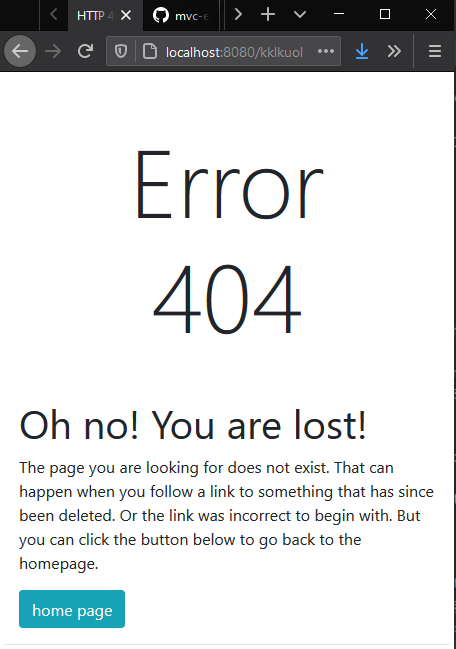 HTTP 4
mvc-e
localhost:8080/kklkuol
Error
404
Oh no! You are lost!
The page you are looking for does not exist. That can
happen when you follow a link to something that has since
been deleted. Or the link was incorrect to begin with. But
you can click the button below to go back to the
homepage.
home page